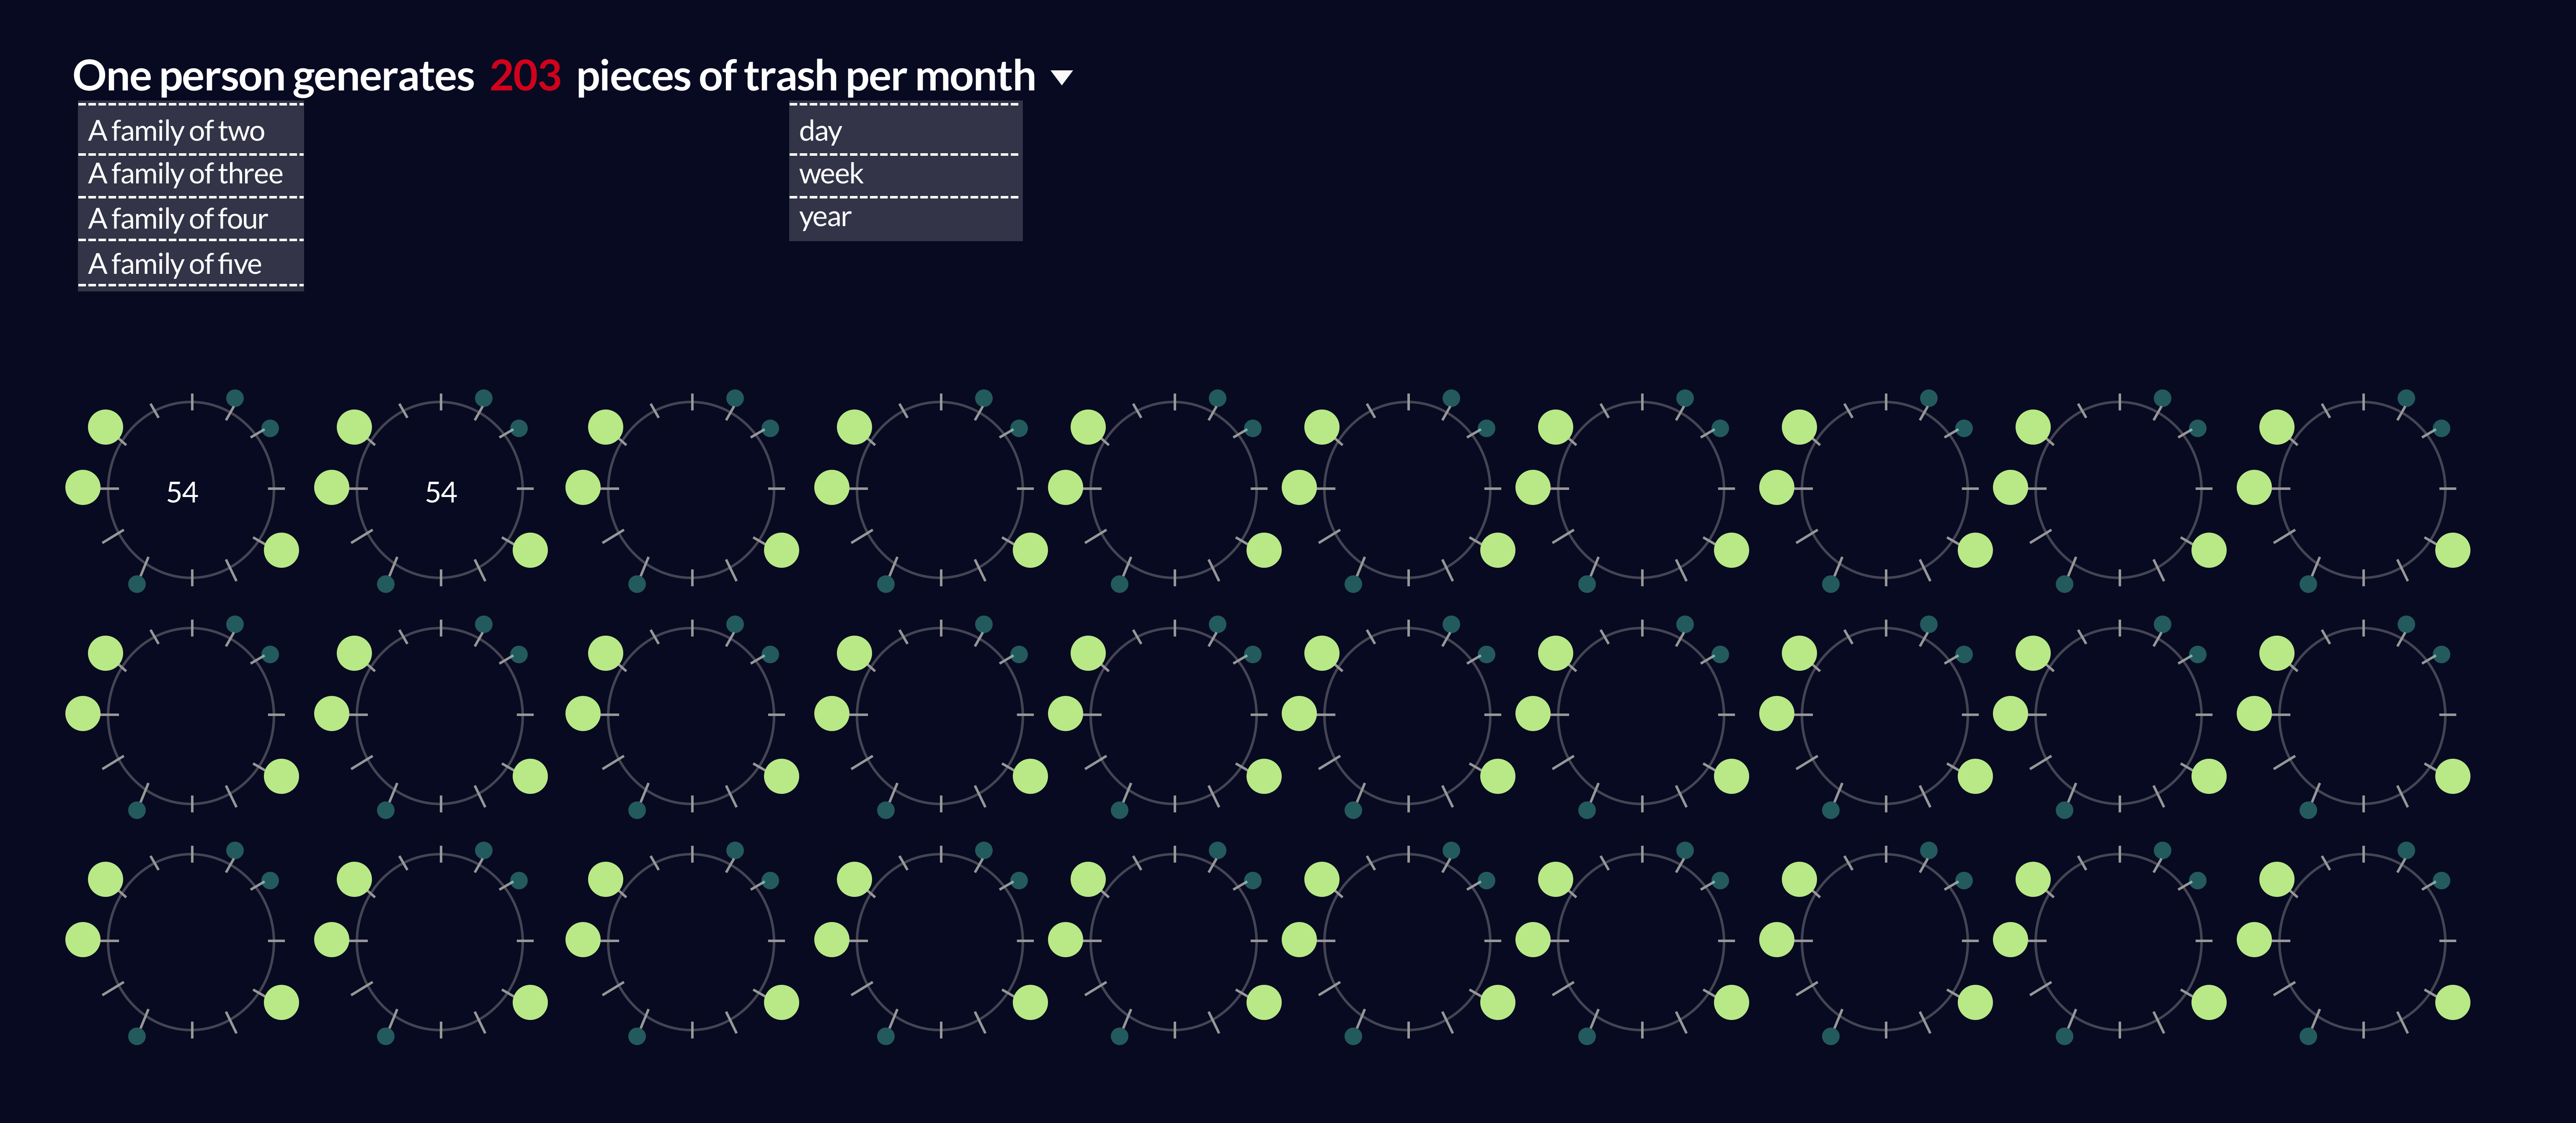 One person generates 203 pieces of trash per month
A family of two
A family of three
A family of four
A family of five
day
week
year
54
54